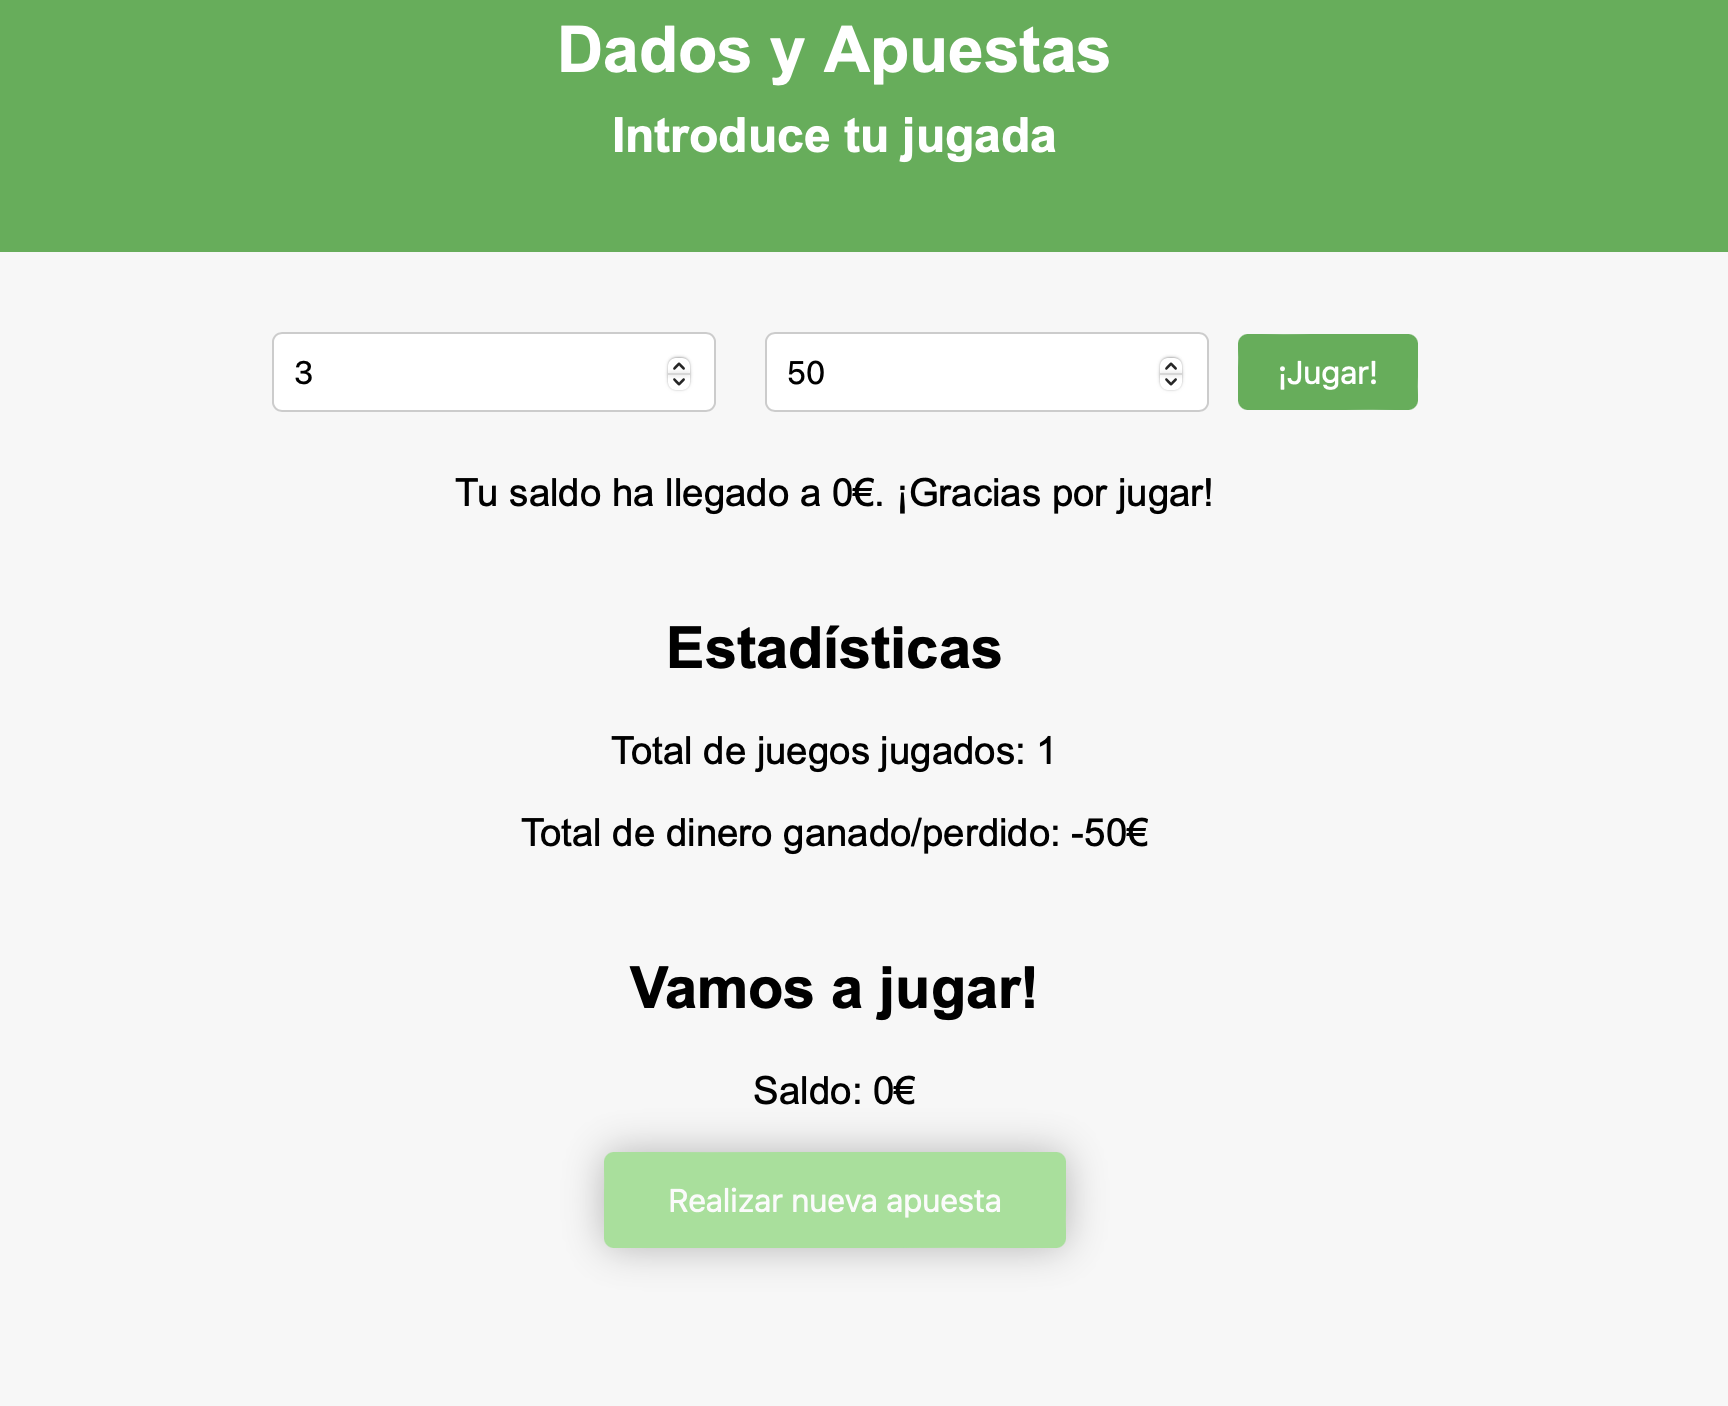 Dados y Apuestas
Introduce tu jugada
3
50
¡Jugar!
Tu saldo ha llegado a 0€. ¡Gracias por jugar!
Estadísticas
Total de juegos jugados: 1
Total de dinero ganado/perdido: -50€
Vamos a jugar!
Saldo: 0€
Realizar nueva apuesta